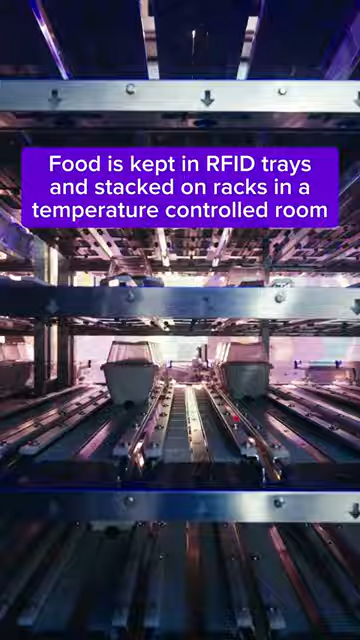 Food is kept in RFID trays
and stacked on racks in a
temperature controlled room